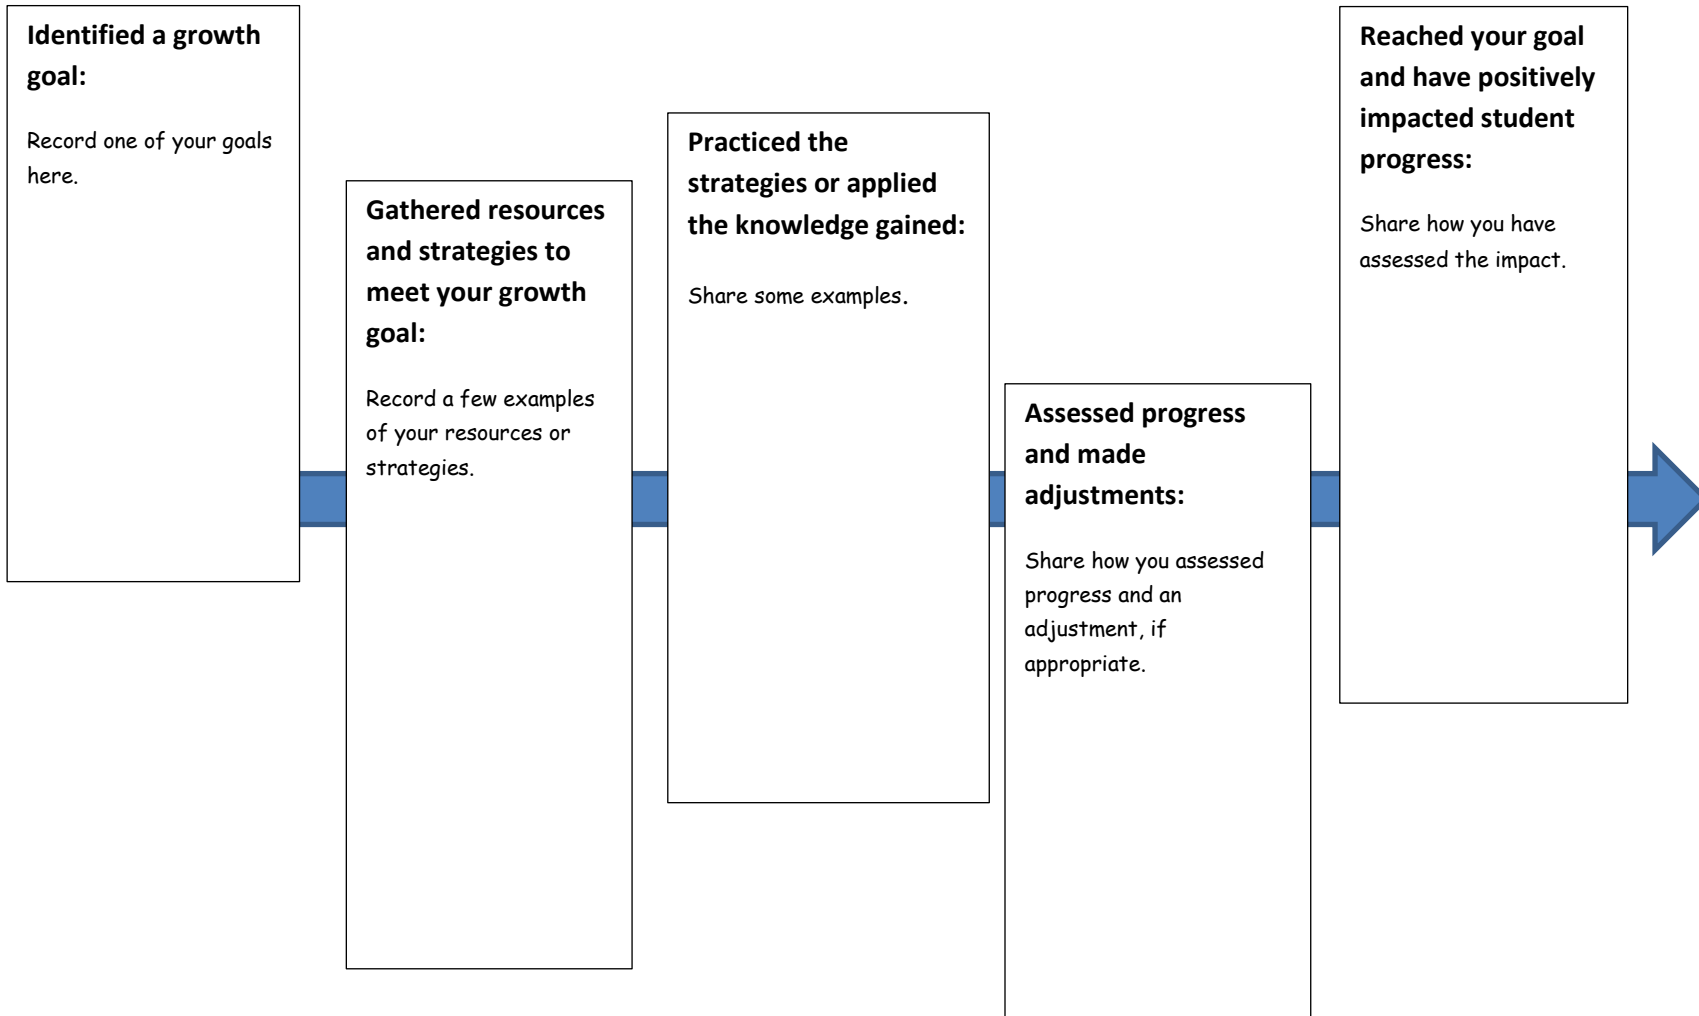 Identified a growth
goal:
Record one of your goals
here.
Gathered resources
and strategies to
meet your growth
goal:
Record a few examples
of your resources or
strategies.
Practiced the
strategies or applied
the knowledge gained:
Share some examples.
Assessed progress
and made
adjustments:
Share how you assessed
progress and an
adjustment, if
appropriate.
Reached your goal
and have positively
impacted student
progress:
Share how you have
assessed the impact.